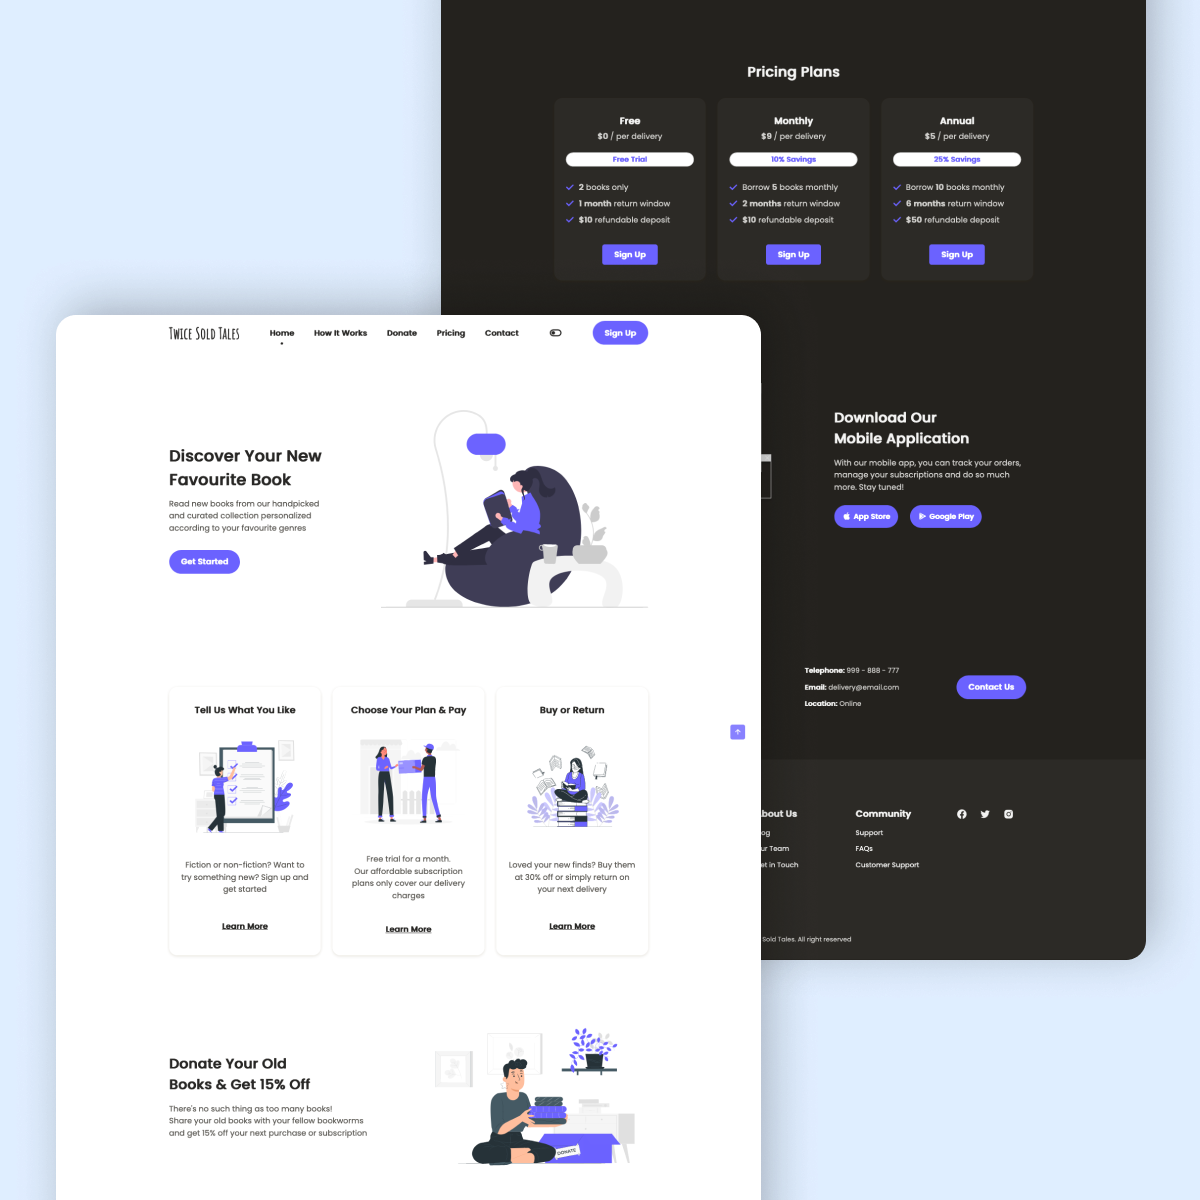 Pricing Plans
Free
$0 / per delivery
Free Trial
2 books only
1 month return window
$10 refundable deposit
Sign Up
Monthly
$9 / per delivery
10% Savings
Borrow 5 books monthly
2 months return window
$10 refundable deposit
Sign Up
Annual
$5 / per delivery
25% Savings
Borrow 10 books monthly
6 months return window
$50 refundable deposit
Sign Up
Download Our
Mobile Application
With our mobile app, you can track your orders,
manage your subscriptions and do so much
more. Stay tuned!
App Store
Google Play
Telephone: 999 - 888 - 777
Email: delivery@email.com
Location: Online
Contact Us
bout Us
og
ur Team
et in Touch
Community
Support
FAQs
Customer Support
Sold Tales. All right reserved
Twice Sold Tales
Home
How It Works
Donate
Pricing
Contact
Sign Up
Discover Your New
Favourite Book
Read new books from our handpicked
and curated collection personalized
according to your favourite genres
Get Started
Tell Us What You Like
Fiction or non-fiction? Want to
try something new? Sign up and
get started
Learn More
Choose Your Plan & Pay
Free trial for a month.
Our affordable subscription
plans only cover our delivery
charges
Learn More
Buy or Return
Loved your new finds? Buy them
at 30% off or simply return on
your next delivery
Learn More
Donate Your Old
Books & Get 15% Off
There's no such thing as too many books!
Share your old books with your fellow bookworms
and get 15% off your next purchase or subscription
DONATE